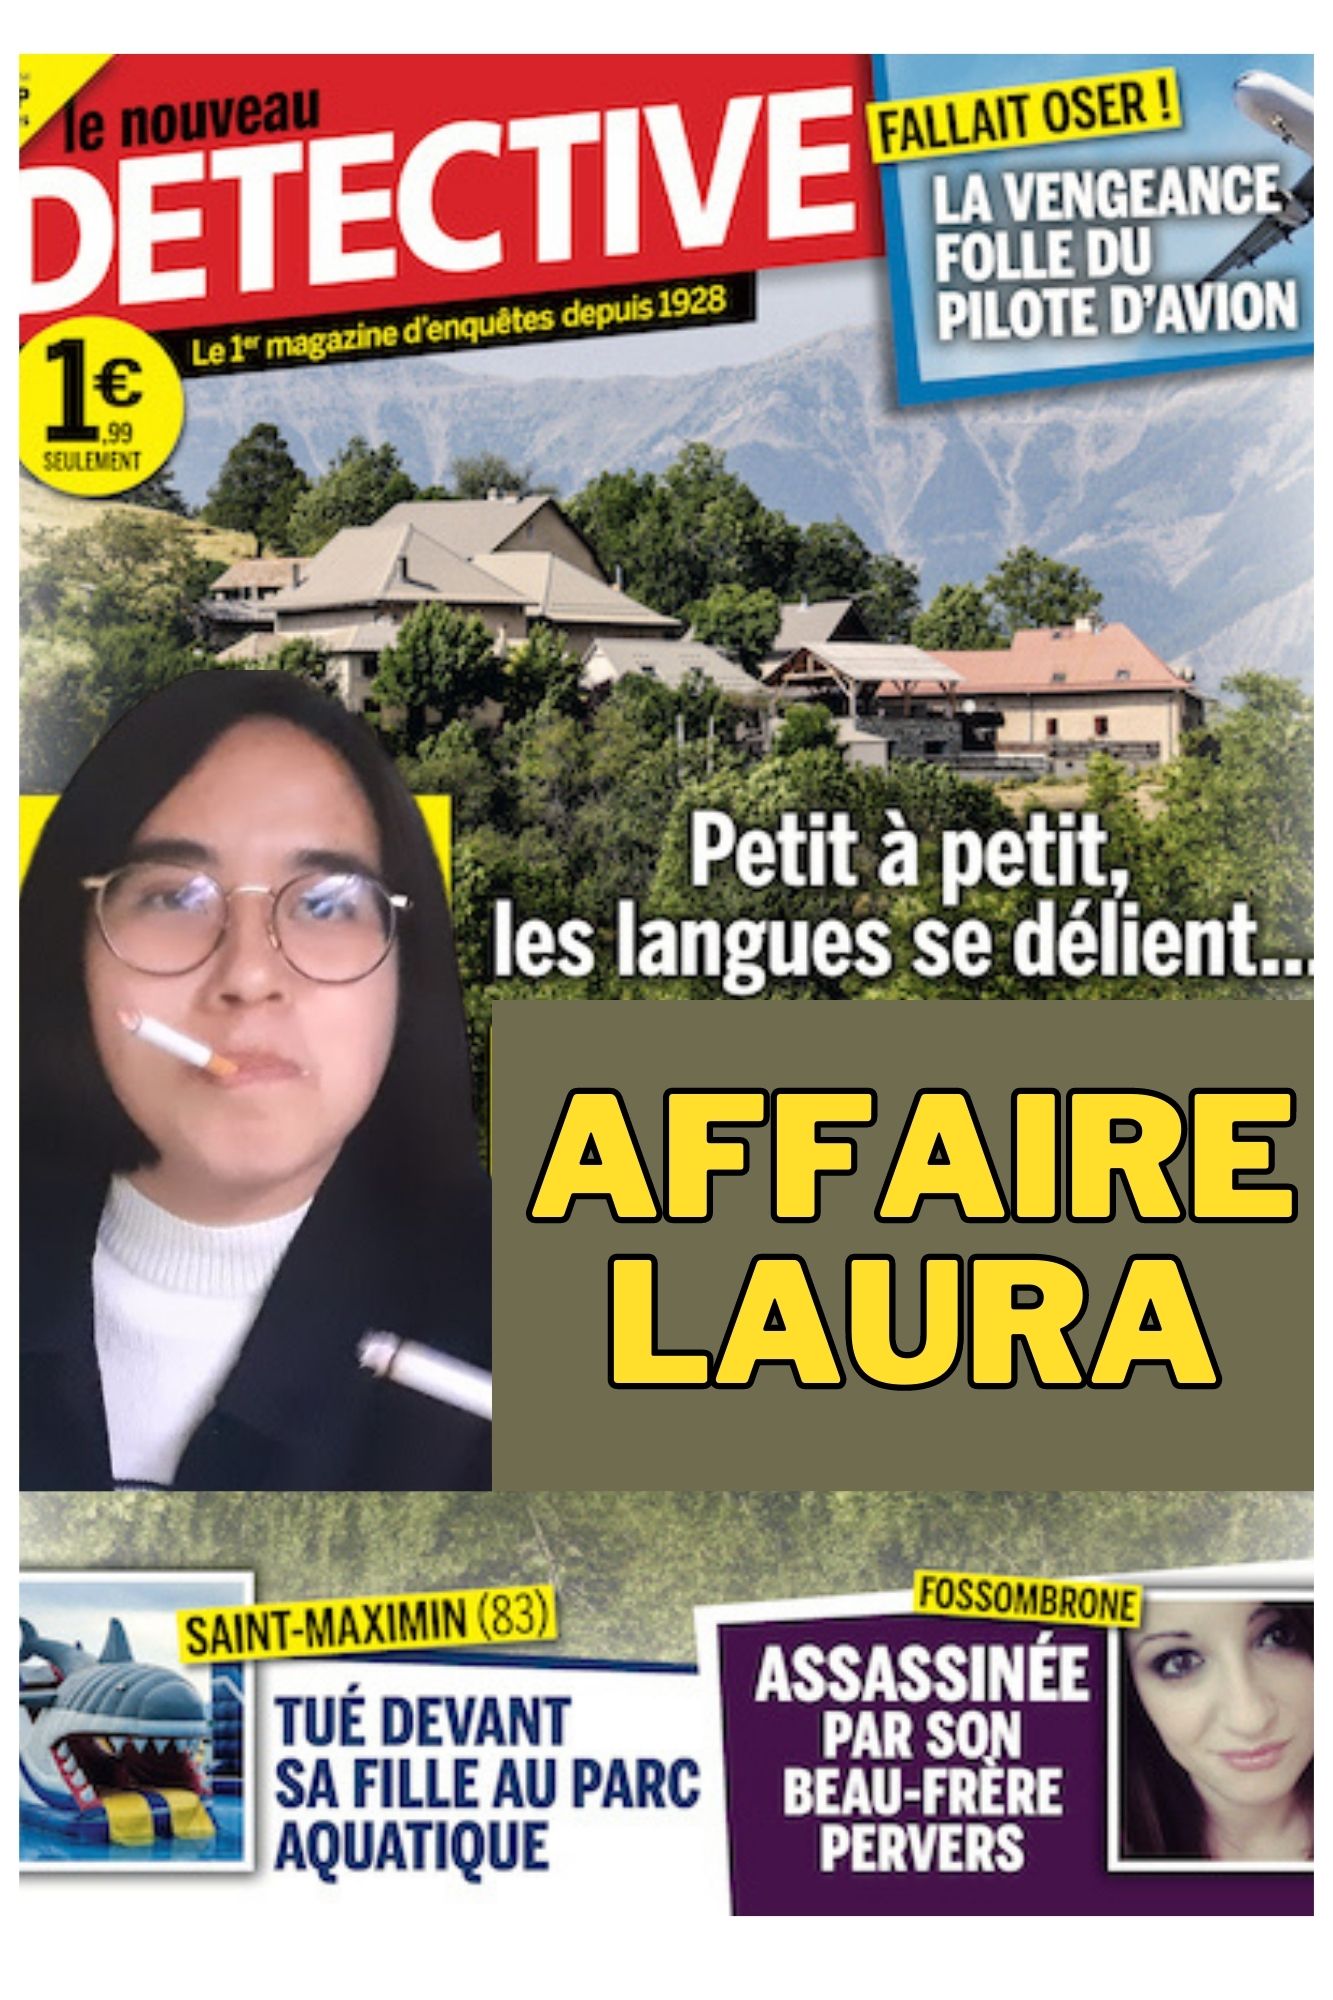 le nouveau
DETECTIVE
Le 1er magazine d'enquêtes depuis 1928
FALLAIT OSER !
LA VENGEANCE
FOLLE DU
PILOTE D'AVION
1€
,99
SEULEMENT
Petit à petit,
les langues se délient...
AFFAIRE
LAURA
SAINT-MAXIMIN (83)
TUÉ DEVANT
SA FILLE AU PARC
AQUATIQUE
FOSSOMBRONE
ASSASSINÉE
PAR SON
BEAU-FRÈRE
PERVERS